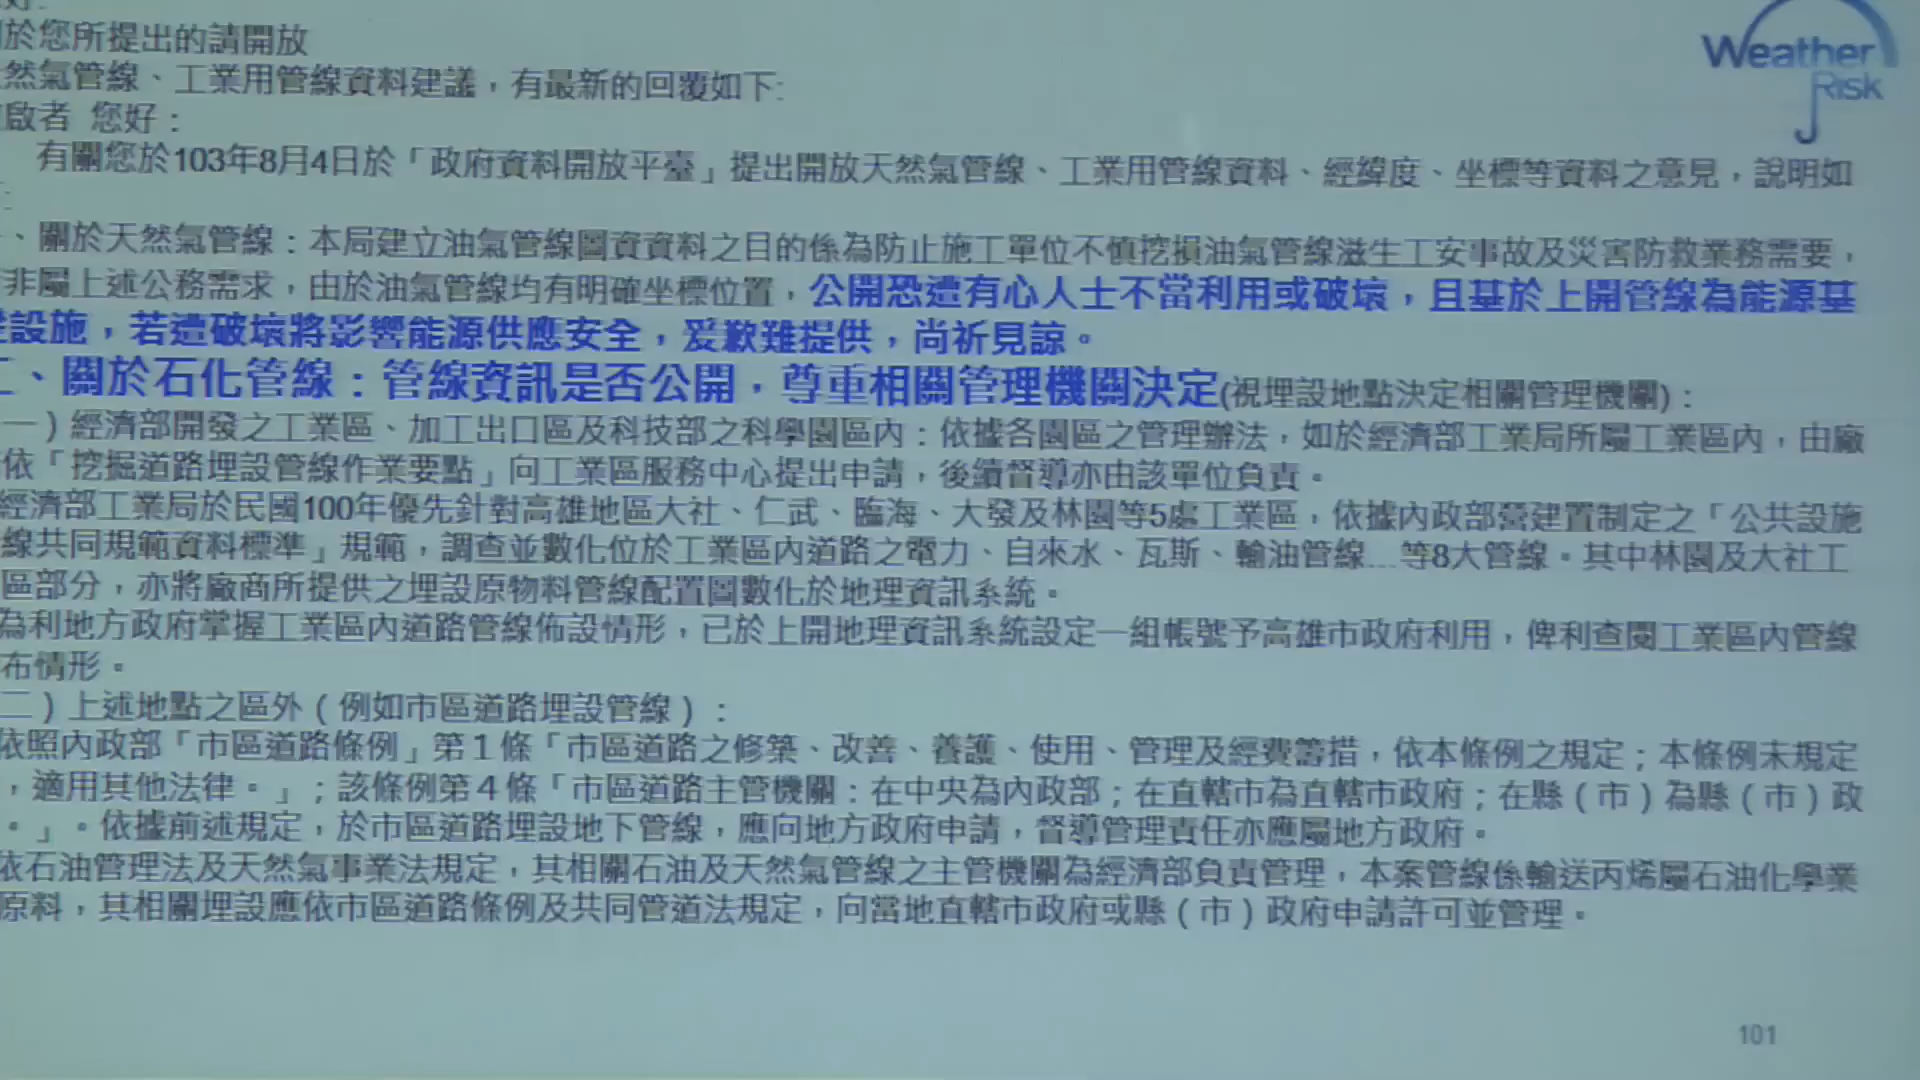 好:
於您所提出的請開放
然氣管線、工業用管線資料建議，有最新的回覆如下:
啟者 您好：
有關您於103年8月4日於「政府資料開放平臺」提出開放天然氣管線、工業用管線資料、經緯度、坐標等資料之意見，說明如
:
、關於天然氣管線：本局建立油氣管線圖資資料之目的係為防止施工單位不慎挖損油氣管線滋生工安事故及災害防救業務需要，
非屬上述公務需求，由於油氣管線均有明確坐標位置，公開恐遭有心人士不當利用或破壞，且基於上開管線為能源基
設施，若遭破壞將影響能源供應安全，爰歉難提供，尚祈見諒。
二、關於石化管線：管線資訊是否公開，尊重相關管理機關決定(視埋設地點決定相關管理機關)：
一）經濟部開發之工業區、加工出口區及科技部之科學園區內：依據各園區之管理辦法，如於經濟部工業局所屬工業區內，由廠
依「挖掘道路埋設管線作業要點」向工業區服務中心提出申請，後續督導亦由該單位負責。
經濟部工業局於民國100年優先針對高雄地區大社、仁武、臨海、大發及林園等5處工業區，依據內政部營建置制定之「公共設施
線共同規範資料標準」規範，調查並數化位於工業區內道路之電力、自來水、瓦斯、輸油管線...等8大管線。其中林園及大社工
區部分，亦將廠商所提供之埋設原物料管線配置圖數化於地理資訊系統。
為利地方政府掌握工業區內道路管線佈設情形，已於上開地理資訊系統設定一組帳號予高雄市政府利用，俾利查閱工業區內管線
布情形。
二）上述地點之區外（例如市區道路埋設管線）：
依照內政部「市區道路條例」第１條「市區道路之修築、改善、養護、使用、管理及經費籌措，依本條例之規定；本條例未規定
，適用其他法律。」；該條例第４條「市區道路主管機關：在中央為內政部；在直轄市為直轄市政府；在縣（市）為縣（市）政
。」。依據前述規定，於市區道路埋設地下管線，應向地方政府申請，督導管理責任亦應屬地方政府。
依石油管理法及天然氣事業法規定，其相關石油及天然氣管線之主管機關為經濟部負責管理，本案管線係輸送丙烯屬石油化學業
原料，其相關埋設應依市區道路條例及共同管道法規定，向當地直轄市政府或縣（市）政府申請許可並管理。
Weather
Risk
101